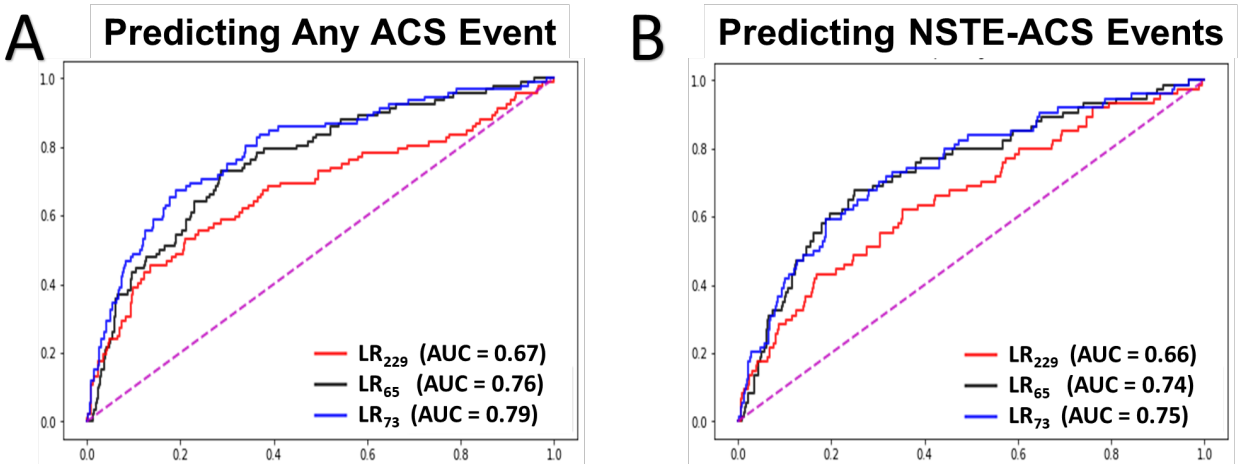 A
Predicting Any ACS Event
1.0
0.8
0.6
0.4
0.2
0.0
LR229 (AUC = 0.67)
LR65 (AUC = 0.76)
LR73 (AUC = 0.79)
0.0 0.2 0.4 0.6 0.8 1.0
B
Predicting NSTE-ACS Events
1.0
0.8
0.6
0.4
0.2
0.0
LR229 (AUC = 0.66)
LR65 (AUC = 0.74)
LR73 (AUC = 0.75)
0.0 0.2 0.4 0.6 0.8 1.0